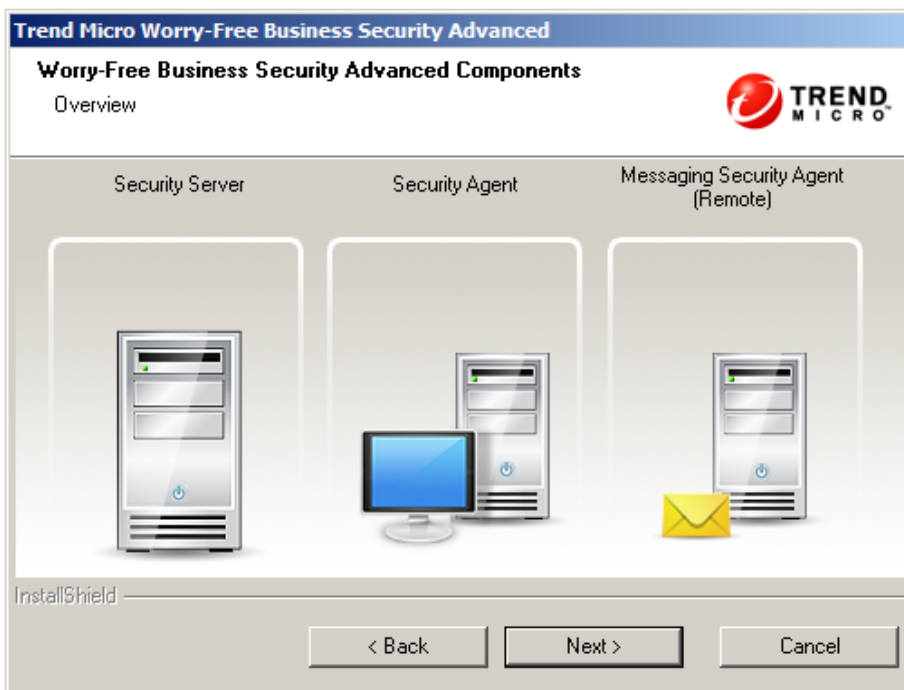 Trend Micro Worry-Free Business Security Advanced
Worry-Free Business Security Advanced Components
Overview
TREND
MICRO
Security Server
Security Agent
Messaging Security Agent
(Remote)
InstallShield
< Back
Next >
Cancel